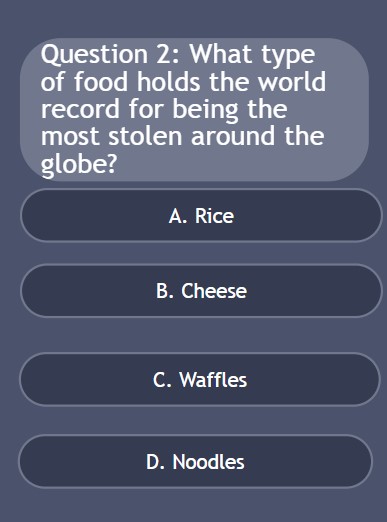 Question 2: What type
of food holds the world
record for being the
most stolen around the
globe?
A. Rice
B. Cheese
C. Waffles
D. Noodles